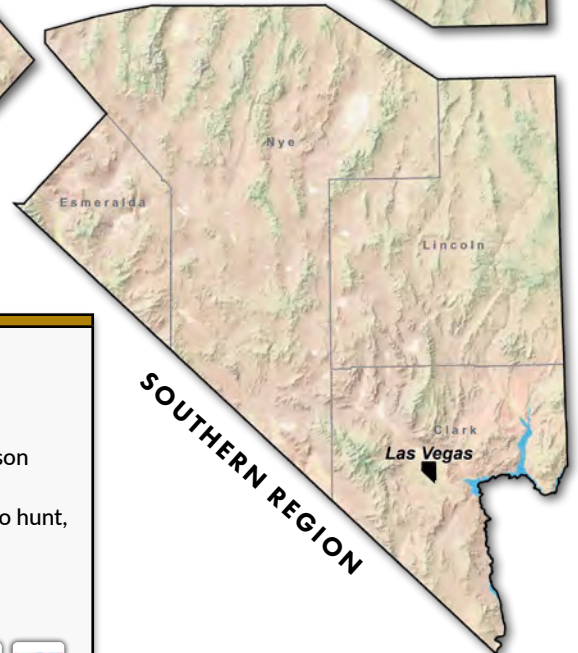 Nye
Esmeralda
Lincoln
SOUTHERN REGION
Clark
Las Vegas
son
o hunt,